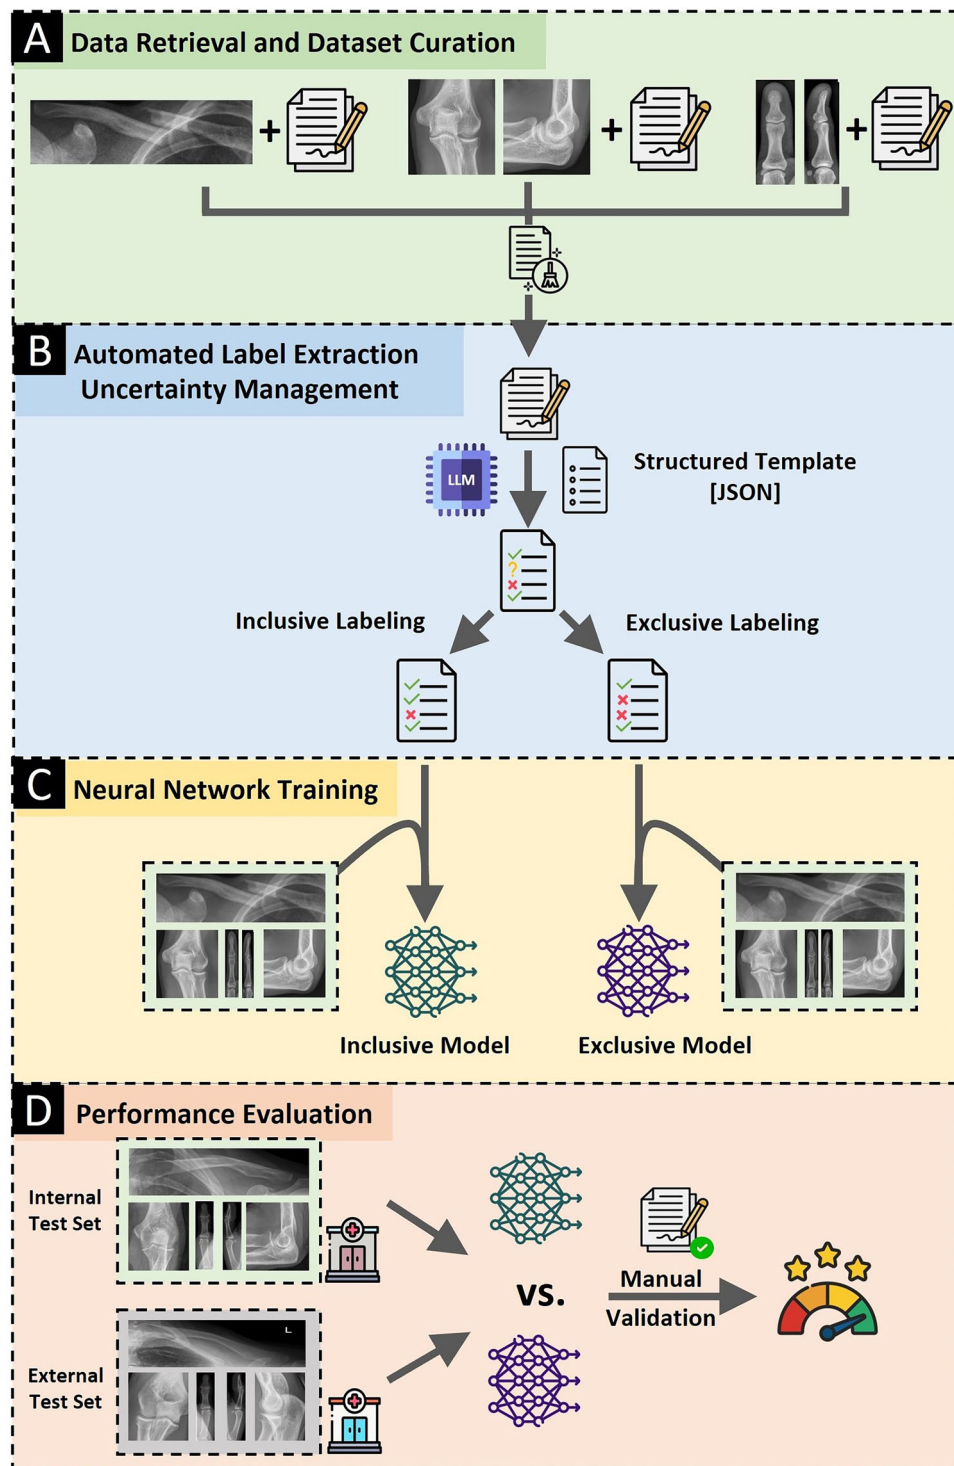 A
Data Retrieval and Dataset Curation
+
+
+
B
Automated Label Extraction
Uncertainty Management
LLM
Structured Template
[JSON]
?
Inclusive Labeling
Exclusive Labeling
C
Neural Network Training
Inclusive Model
Exclusive Model
D
Performance Evaluation
Internal
Test Set
L
vs.
Manual
Validation
External
Test Set